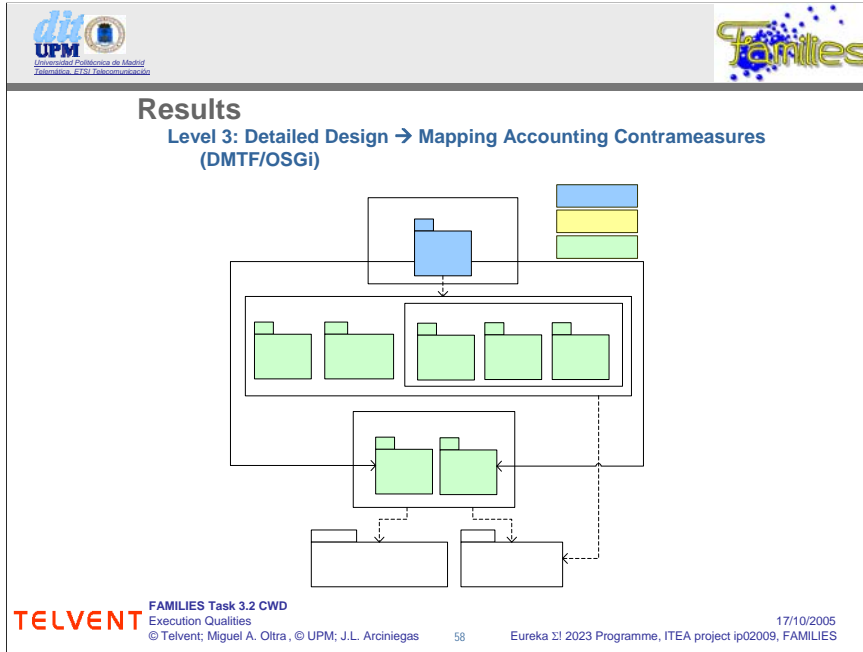 dit
UPM
Universidad Politécnica de Madrid
Telemática. ETSI Telecomunicación
Families
Results
Level 3: Detailed Design → Mapping Accounting Contrameasures
(DMTF/OSGi)
TELVENT
FAMILIES Task 3.2 CWD
Execution Qualities
17/10/2005
© Telvent; Miguel A. Oltra , © UPM; J.L. Arciniegas
58
Eureka Σ! 2023 Programme, ITEA project ip02009, FAMILIES